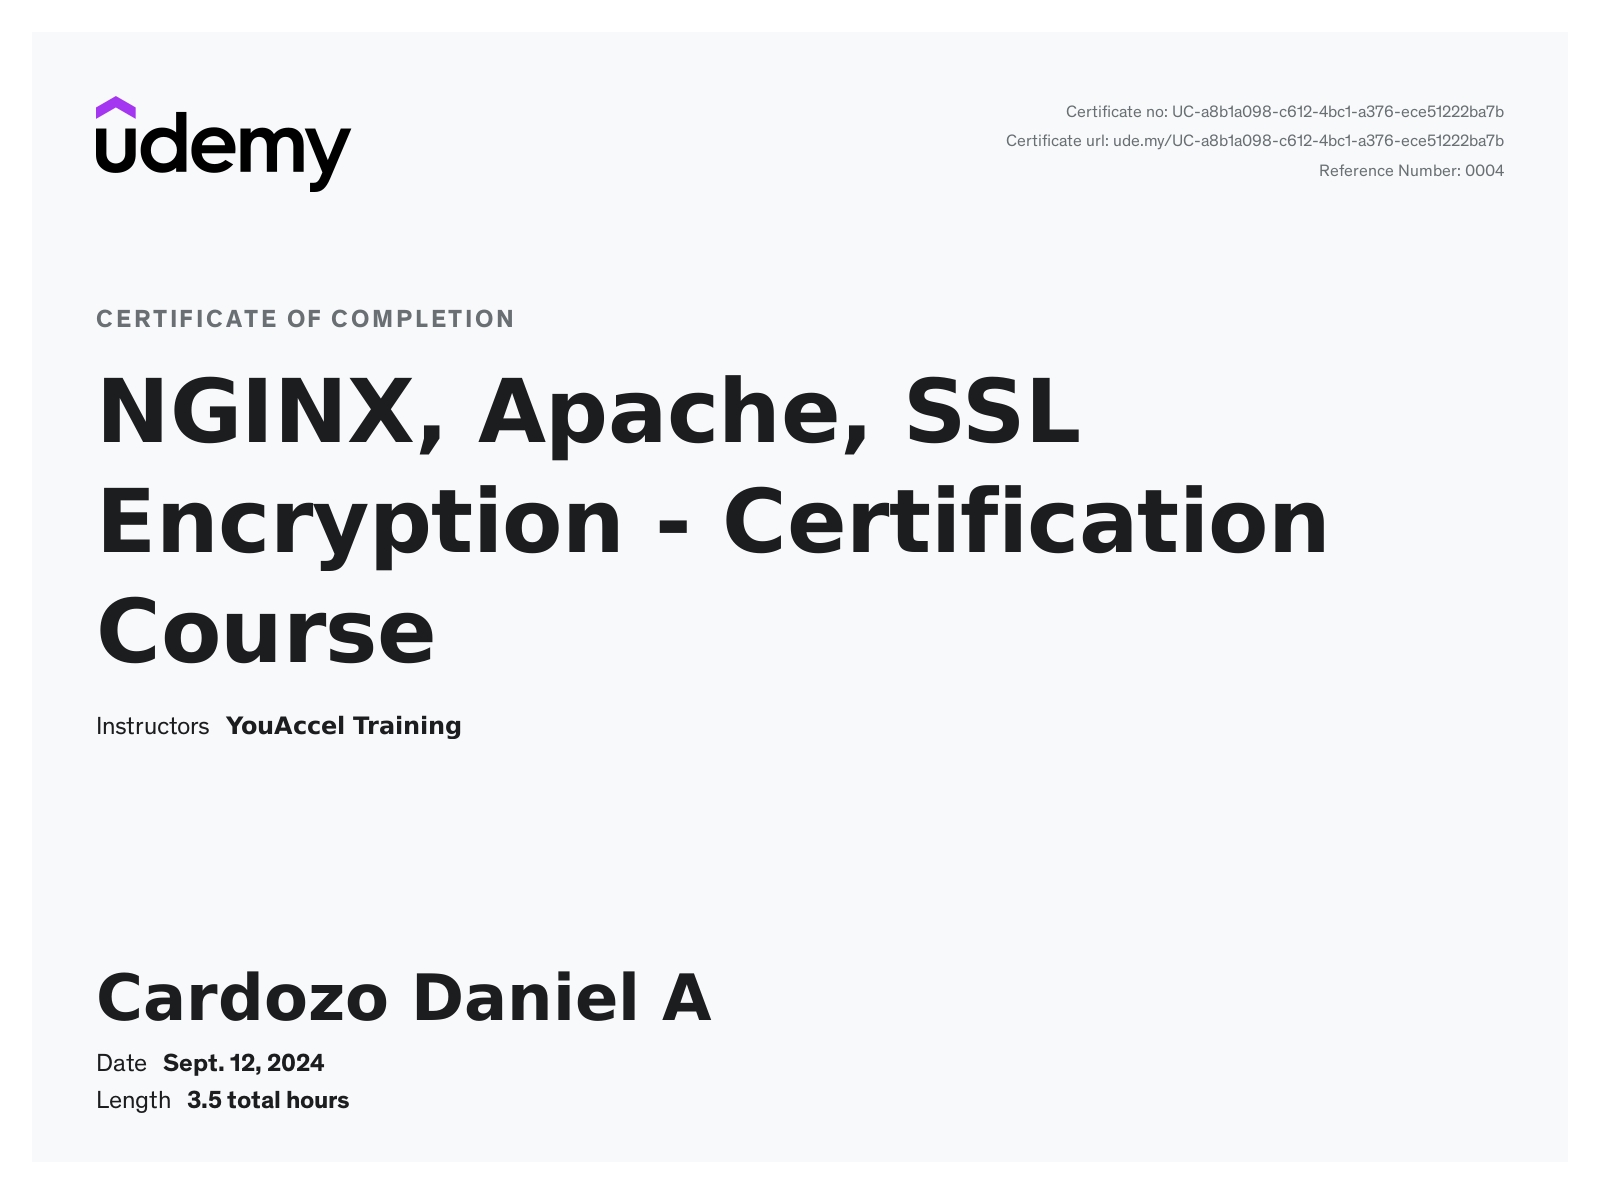 udemy
Certificate no: UC-a8b1a098-c612-4bc1-a376-ece51222ba7b
Certificate url: ude.my/UC-a8b1a098-c612-4bc1-a376-ece51222ba7b
Reference Number: 0004
CERTIFICATE OF COMPLETION
NGINX, Apache, SSL
Encryption - Certification
Course
Instructors YouAccel Training
Cardozo Daniel A
Date Sept. 12, 2024
Length 3.5 total hours